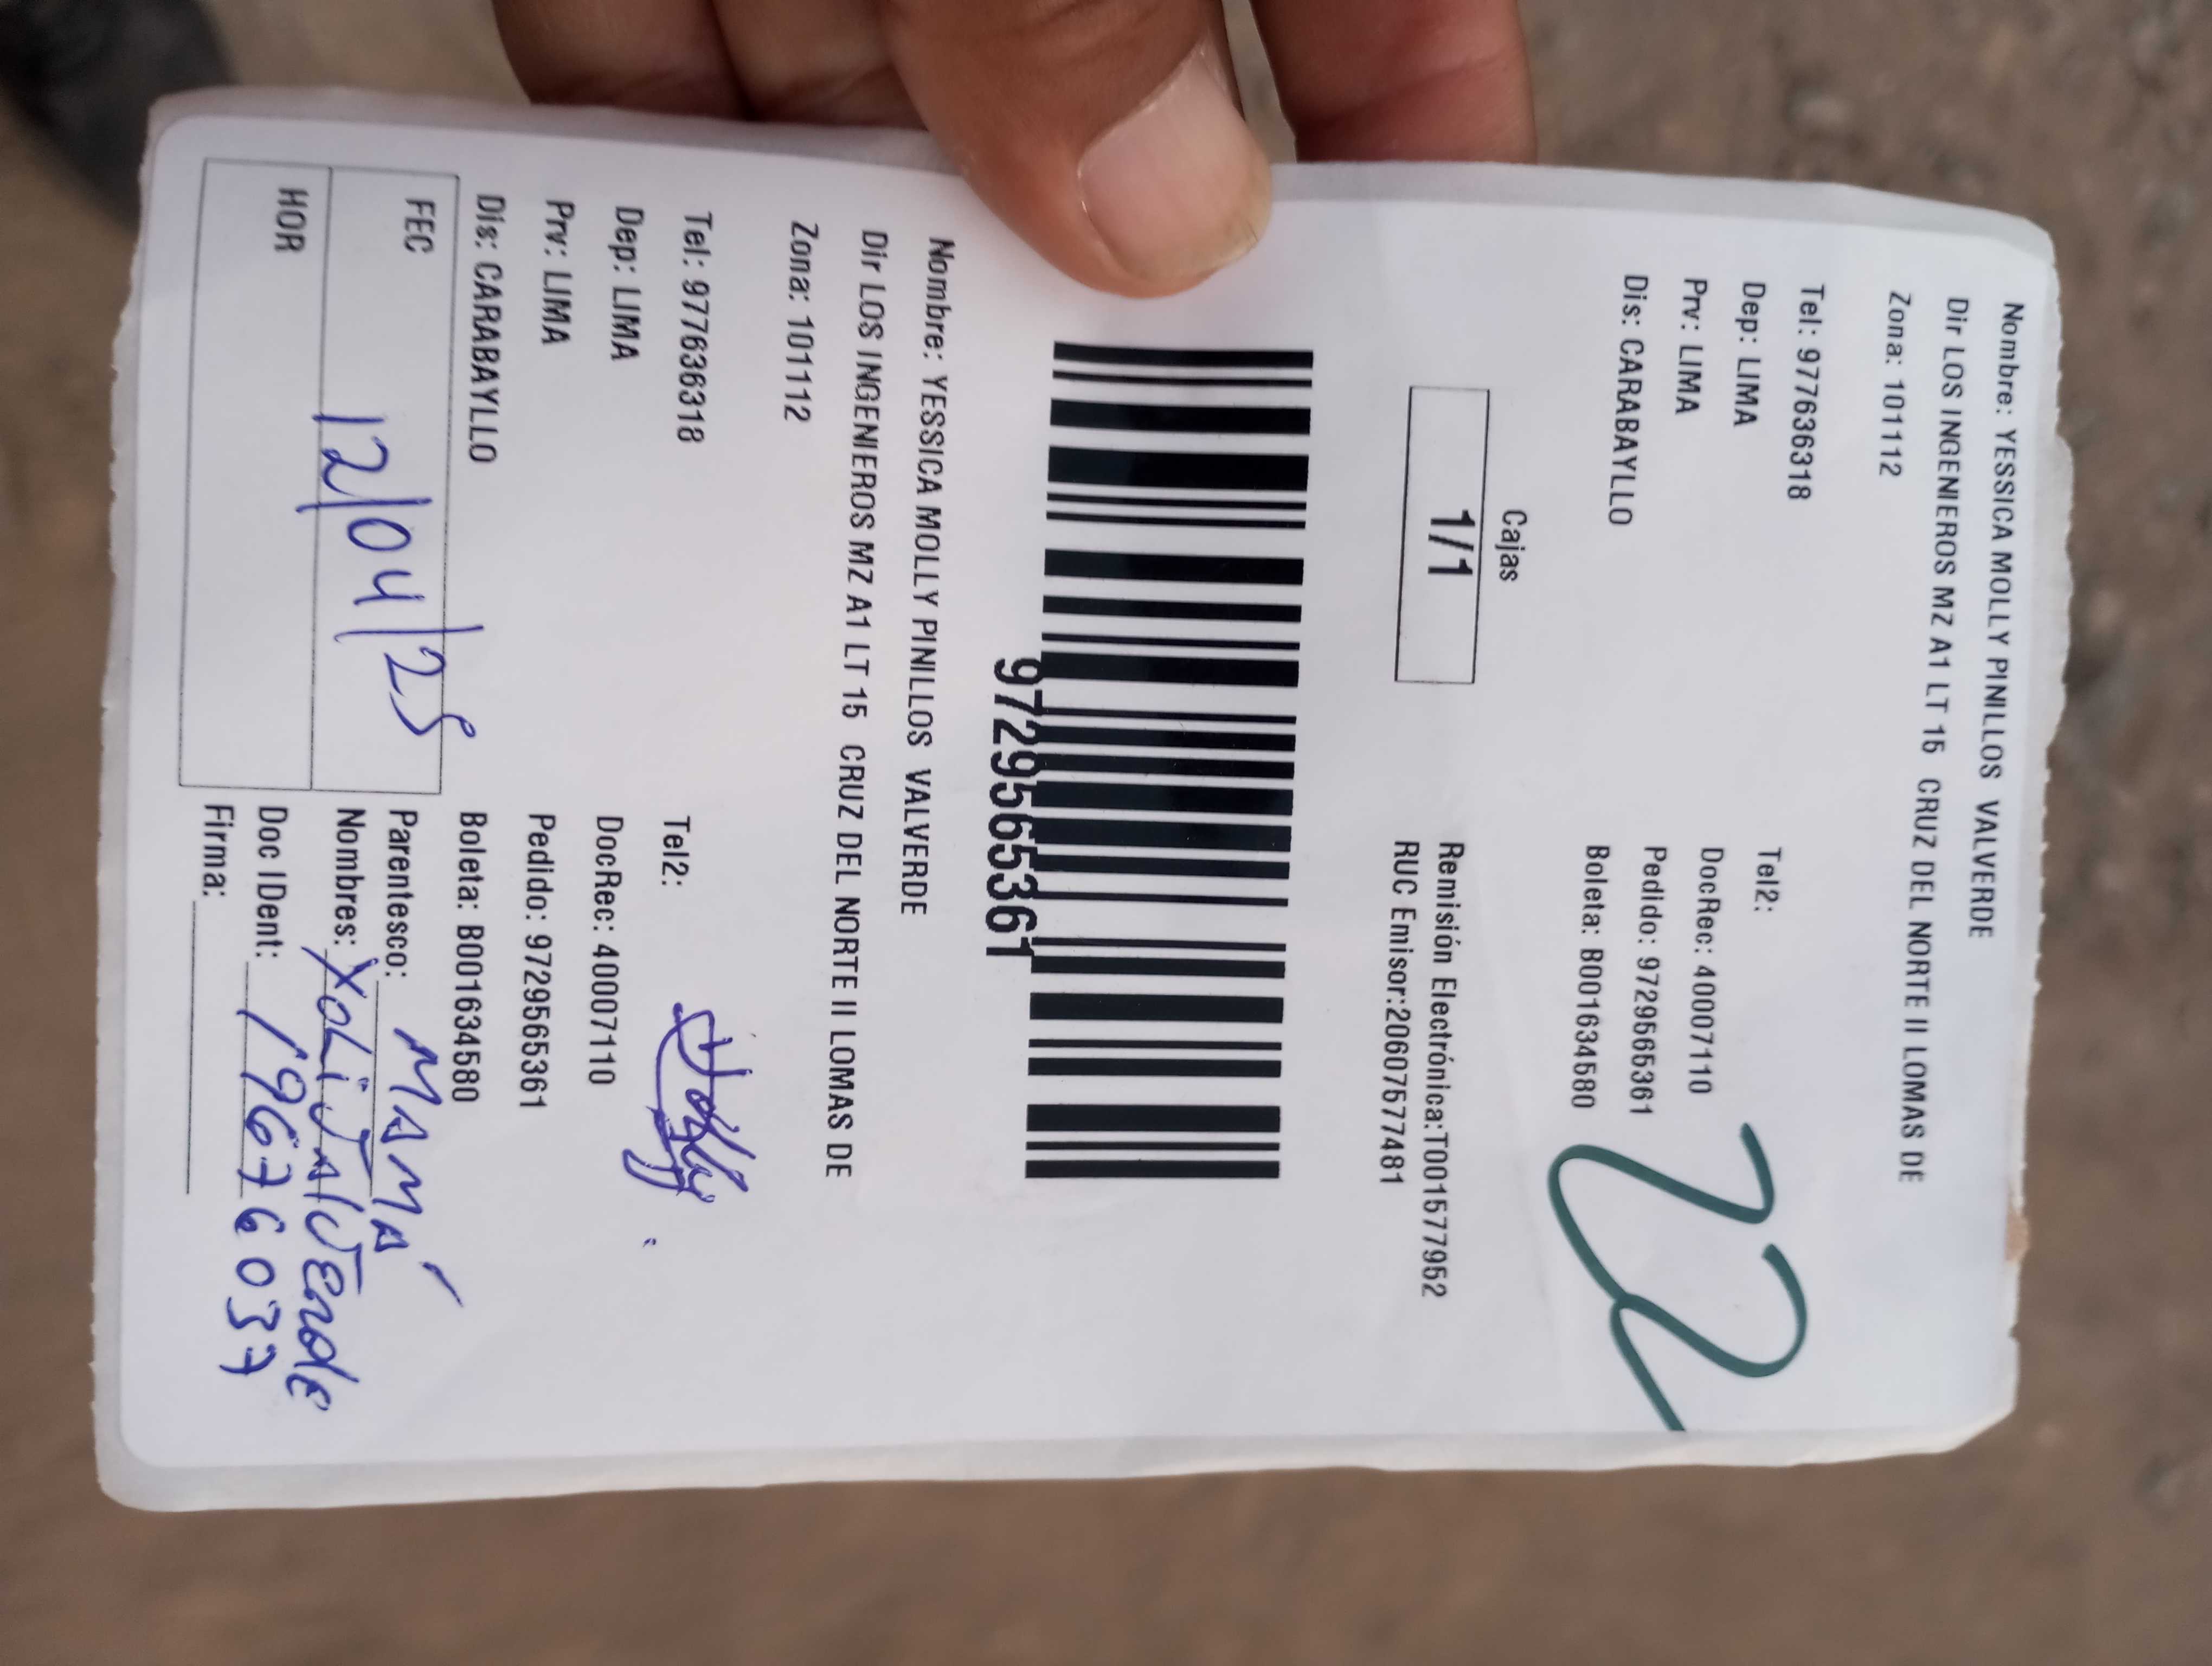 Nombre: YESSICA MOLLY PINILLOS VALVERDE
Dir LOS INGENIEROS MZ A1 LT 15 CRUZ DEL NORTE II LOMAS DE
Zona: 101112
Tel: 977636318
Tel2:
Dep: LIMA
DocRec: 40007110
Prv: LIMA
Pedido: 9729565361
Dis: CARABAYLLO
Boleta: B001634580
22
Cajas
1/1
Remisión Electrónica:T001577952
RUC Emisor:20607577481
9729565361
Nombre: YESSICA MOLLY PINILLOS VALVERDE
Dir LOS INGENIEROS MZ A1 LT 15 CRUZ DEL NORTE II LOMAS DE
Zona: 101112
Tel: 977636318
Tel2:
Dep: LIMA
DocRec: 40007110
Prv: LIMA
Pedido: 9729565361
Dis: CARABAYLLO
Boleta: B001634580
FEC 12/04/25
HOR
Parentesco: MAMÁ
Nombres: YOLI VALVERDE
Doc IDent: 19676037
Firma: